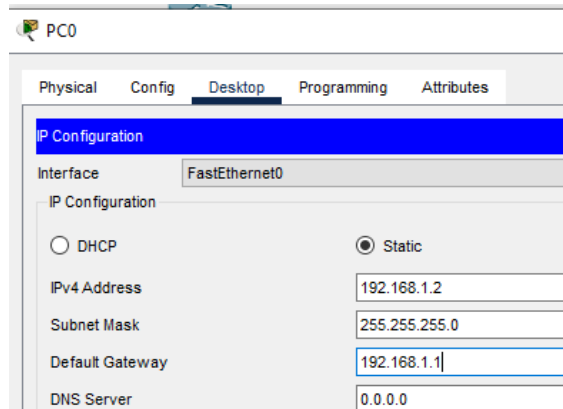 PC0
Physical Config Desktop Programming Attributes
IP Configuration
Interface FastEthernet0
IP Configuration
DHCP Static
IPv4 Address 192.168.1.2
Subnet Mask 255.255.255.0
Default Gateway 192.168.1.1
DNS Server 0.0.0.0